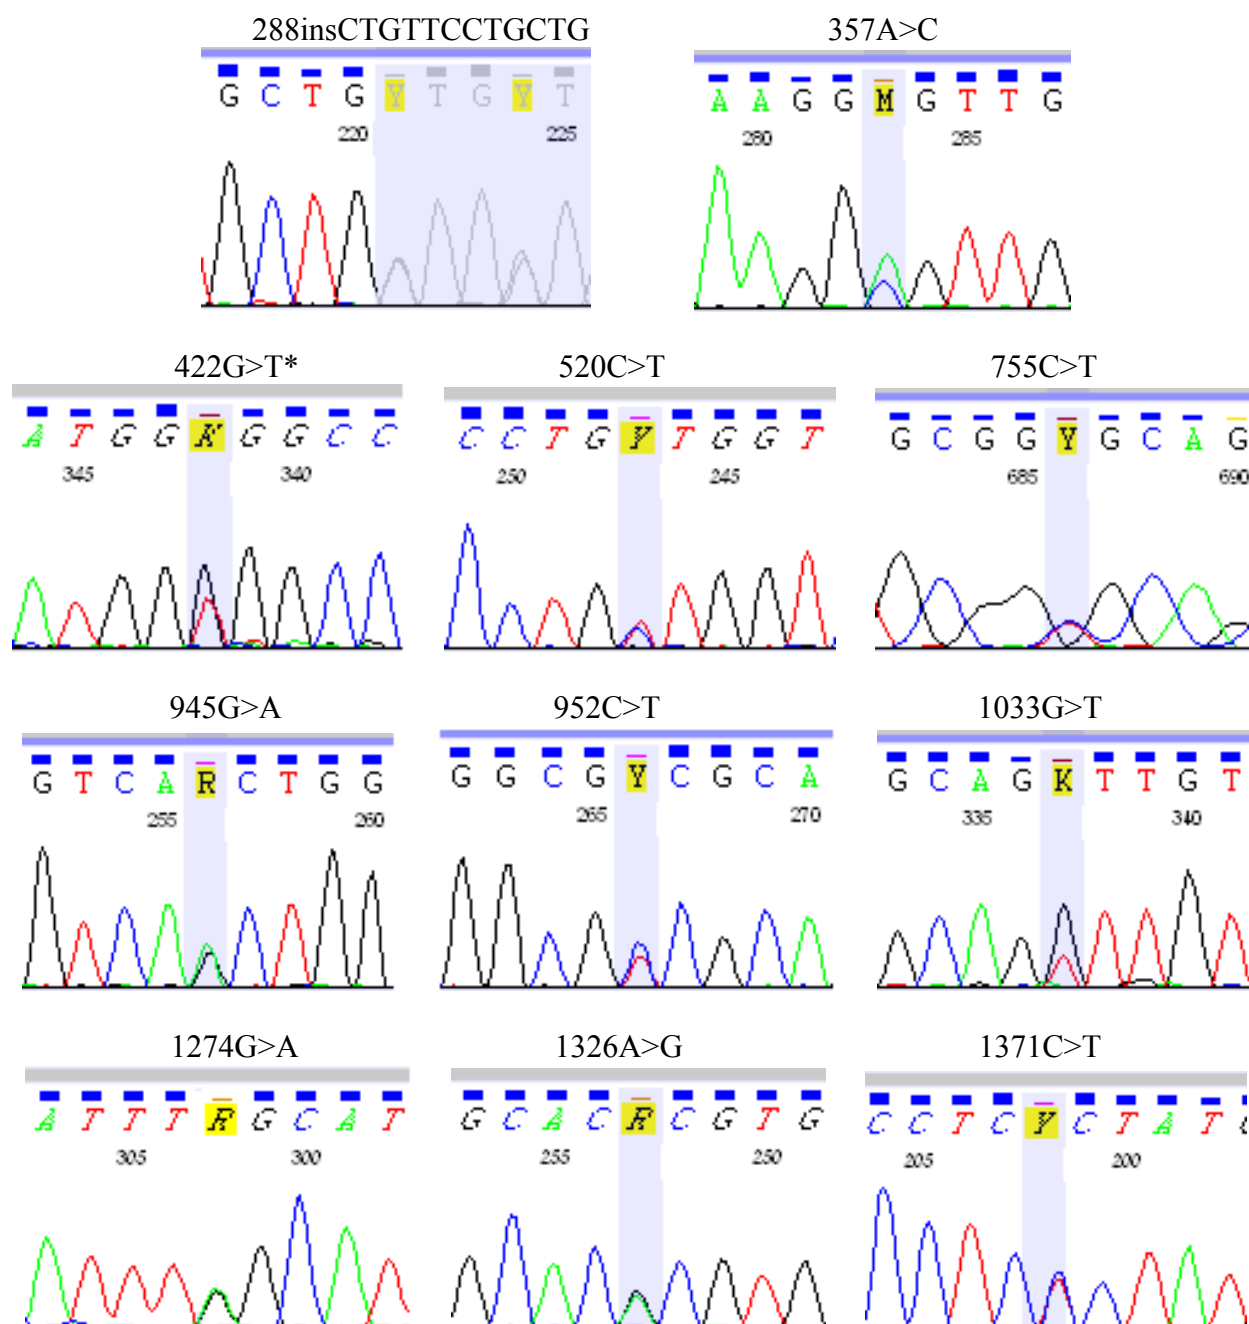 288insCTGTTCCTGCTG
357A>C
G C T G Y T G Y T
220 225
A A G G M G T T G
280 285
422G>T*
520C>T
755C>T
A T G G K G G C C
345 340
C C T G Y T G G T
250 245
G C G G Y G C A G
685 690
945G>A
952C>T
1033G>T
G T C A R C T G G
255 260
G G C G Y C G C A
265 270
G C A G K T T G T
335 340
1274G>A
1326A>G
1371C>T
A T T T R G C A T
305 300
G C A C R C G T G
255 250
C C T C Y C T A T
205 200